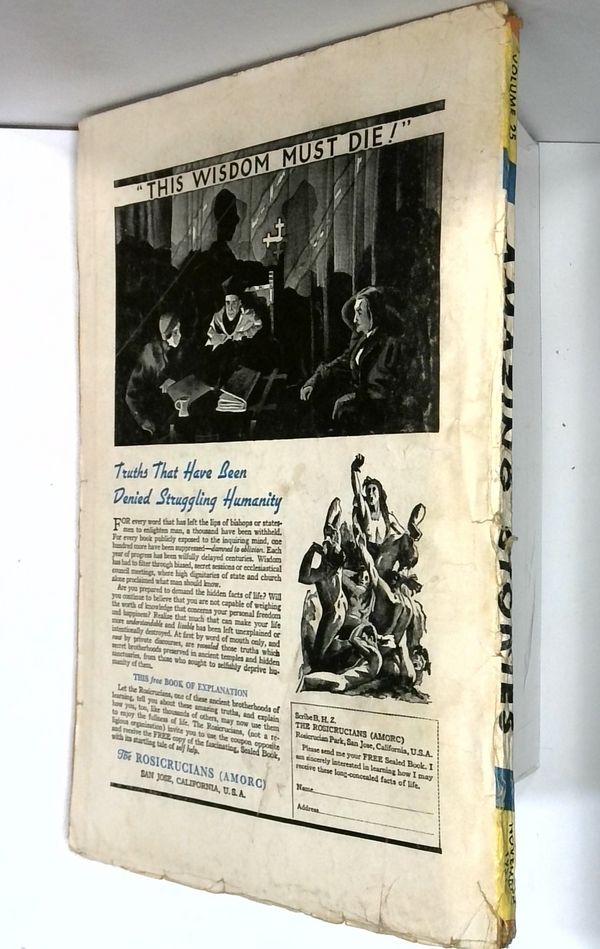 "THIS WISDOM MUST DIE!"
Truths That Have Been
Denied Struggling Humanity
FOR every word that has left the lips of bishops or states-
men to enlighten man, a thousand have been withheld.
For every book publicly exposed to the inquiring mind, one
hundred more have been suppressed—damned to oblivion. Each
year of progress has been wilfully delayed centuries. Wisdom
has had to filter through biased, secret sessions or ecclesiastical
council meetings, where high dignitaries of state and church
alone proclaimed what man should know.
Are you prepared to demand the hidden facts of life? Will
you continue to believe that you are not capable of weighing
the worth of knowledge that concerns your personal freedom
and happiness? Realize that much that can make your life
more understandable and livable has been left unexplained or
intentionally destroyed. At first by word of mouth only, and
now by private discourses, are revealed those truths which
secret brotherhoods preserved in ancient temples and hidden
sanctuaries, from those who sought to selfishly deprive hu-
manity of them.
THIS free BOOK OF EXPLANATION
Let the Rosicrucians, one of these ancient brotherhoods of
learning, tell you about these amazing truths, and explain
how you, too, like thousands of others, may now use them
to enjoy the fullness of life. The Rosicrucians, (not a re-
ligious organization) invite you to use the coupon opposite
and receive the FREE copy of the fascinating, Sealed Book,
with its startling tale of self help.
The ROSICRUCIANS (AMORC)
SAN JOSE, CALIFORNIA, U.S.A.
Scribe B. H. Z.
THE ROSICRUCIANS (AMORC)
Rosicrucian Park, San Jose, California, U.S.A.
Please send me your FREE Sealed Book. I
am sincerely interested in learning how I may
receive these long-concealed facts of life.
Name
Address
VOLUME 25
AMAZING STORIES
NOVEMBER